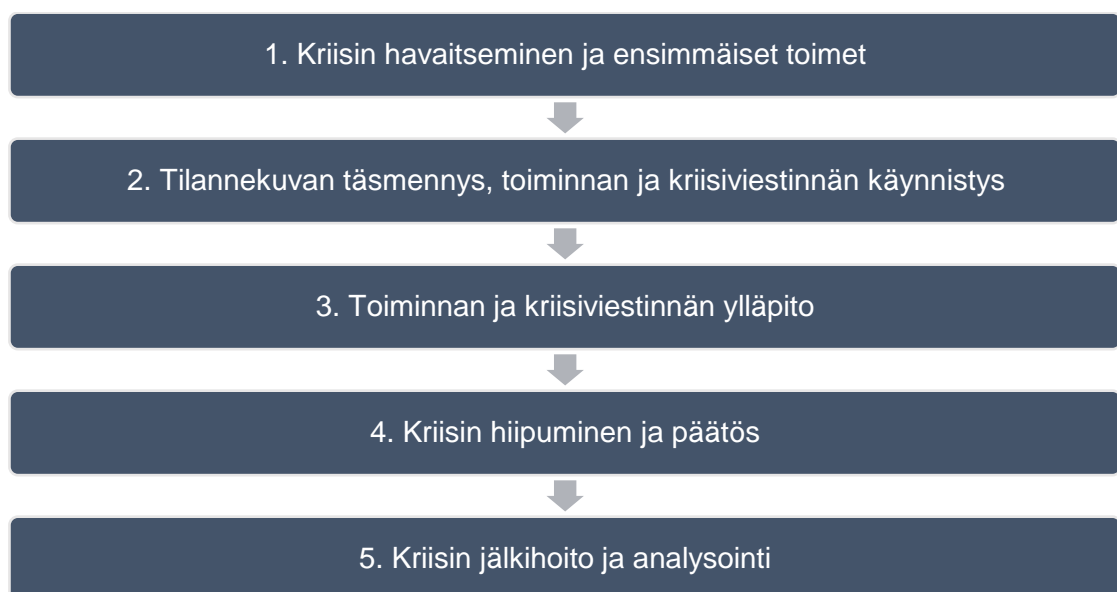 1. Kriisin havaitseminen ja ensimmäiset toimet
2. Tilannekuvan täsmennys, toiminnan ja kriisiviestinnän käynnistys
3. Toiminnan ja kriisiviestinnän ylläpito
4. Kriisin hiipuminen ja päätös
5. Kriisin jälkihoito ja analysointi